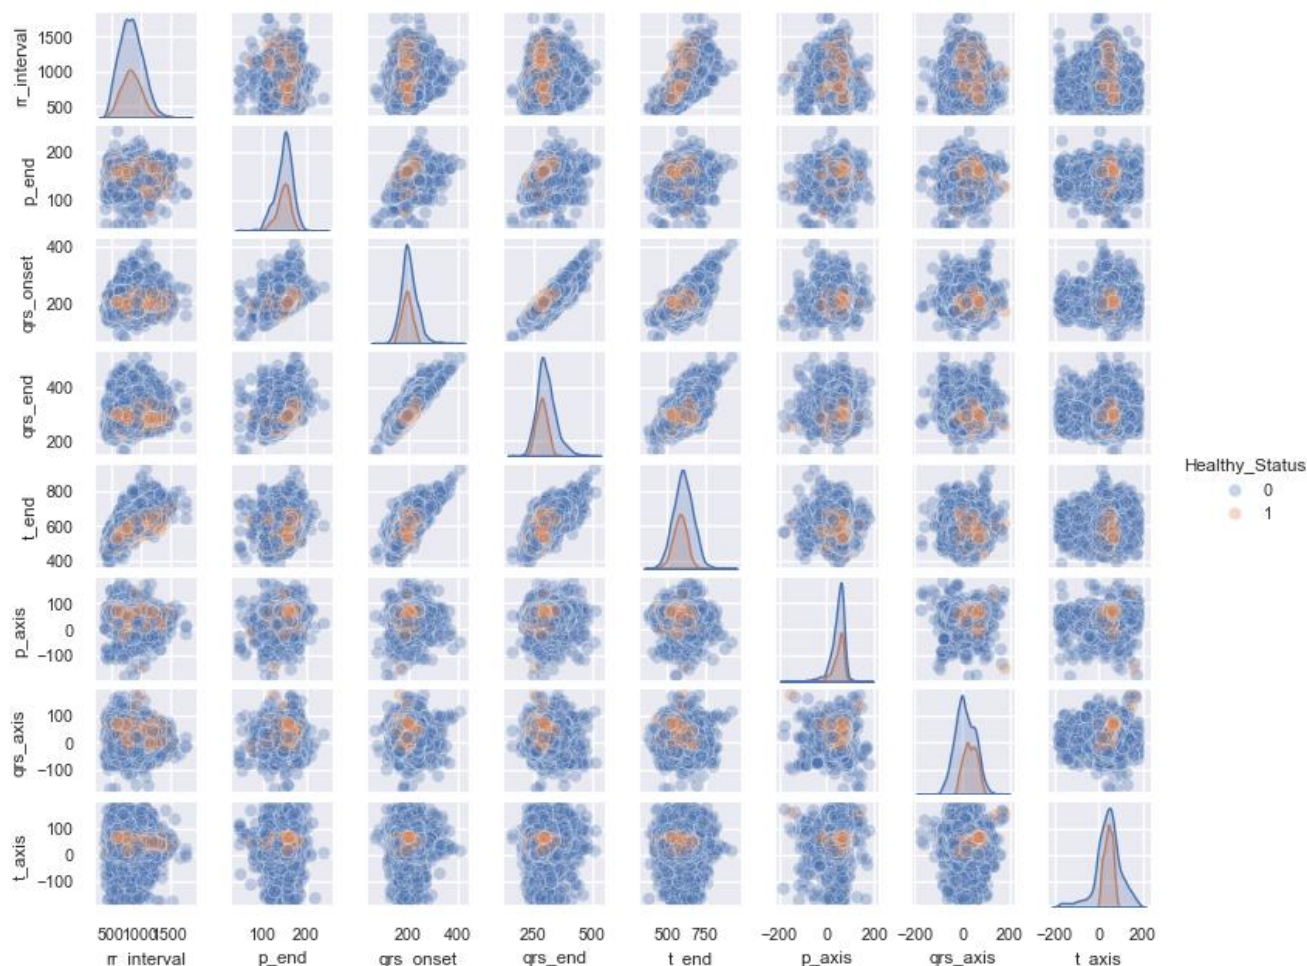 rr_interval
1500
1000
500
p_end
200
100
qrs_onset
400
200
qrs_end
400
200
t_end
800
600
400
p_axis
100
0
−100
qrs_axis
100
0
−100
t_axis
100
0
−100
Healthy_Status
0
1
500 1000 1500 100 200 200 400 250 500 500 750 −200 0 200 −200 0 200 −200 0 200
rr_interval p_end qrs_onset qrs_end t_end p_axis qrs_axis t_axis